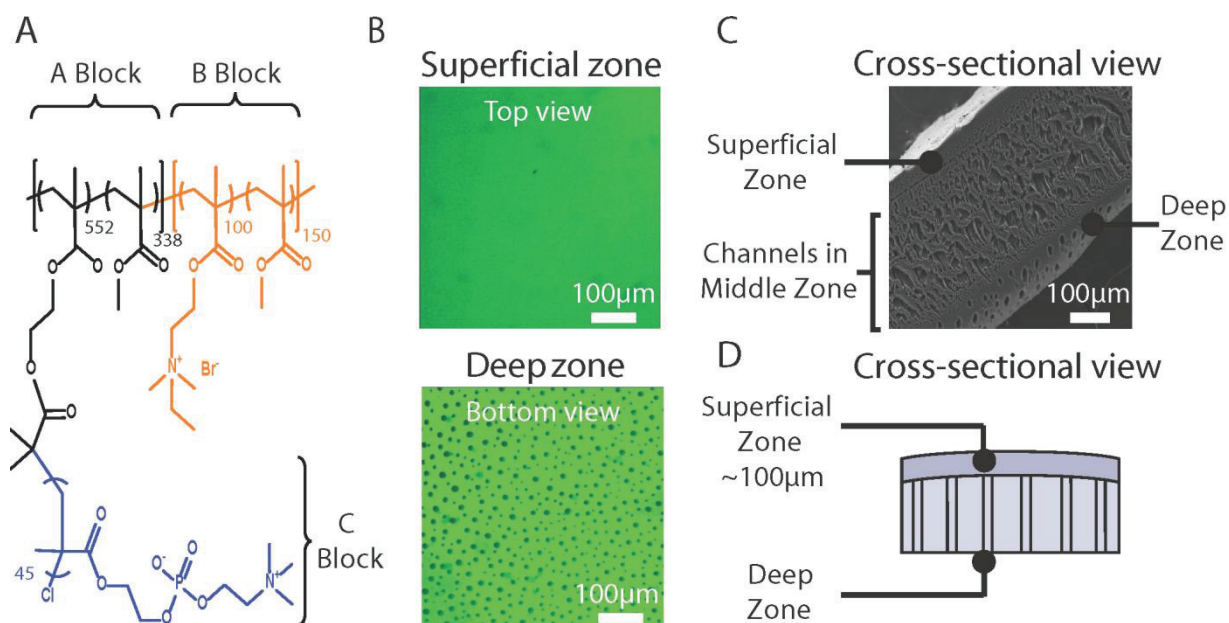 A
A Block
B Block
552
338
100
150
O
O
O
O
O
O
O
O
O
O
N+
Br-
45
Cl
O
O
O-
P
O
O
O
N+
C
Block
B
Superficial zone
Top view
100µm
Deep zone
Bottom view
100µm
C
Cross-sectional view
Superficial
Zone
Channels in
Middle Zone
Deep
Zone
100µm
D
Cross-sectional view
Superficial
Zone
~100µm
Deep
Zone